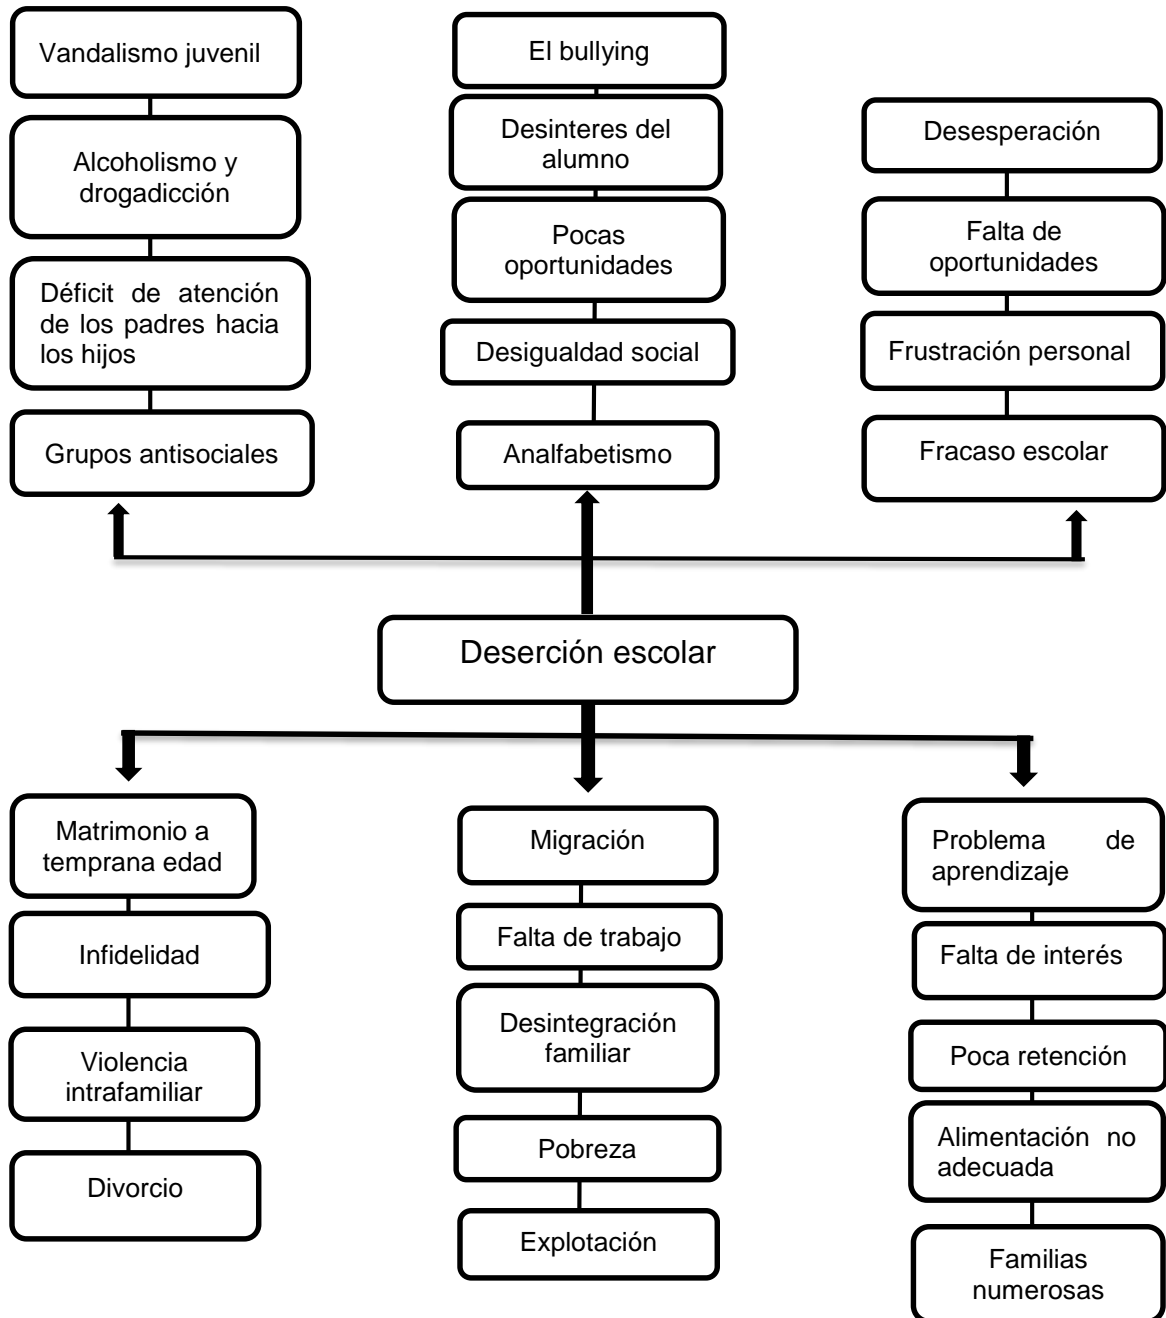 Vandalismo juvenil
Alcoholismo y
drogadicción
Déficit de atención
de los padres hacia
los hijos
Grupos antisociales
El bullying
Desinteres del
alumno
Pocas
oportunidades
Desigualdad social
Analfabetismo
Desesperación
Falta de
oportunidades
Frustración personal
Fracaso escolar
Deserción escolar
Matrimonio a
temprana edad
Infidelidad
Violencia
intrafamiliar
Divorcio
Migración
Falta de trabajo
Desintegración
familiar
Pobreza
Explotación
Problema de
aprendizaje
Falta de interés
Poca retención
Alimentación no
adecuada
Familias
numerosas